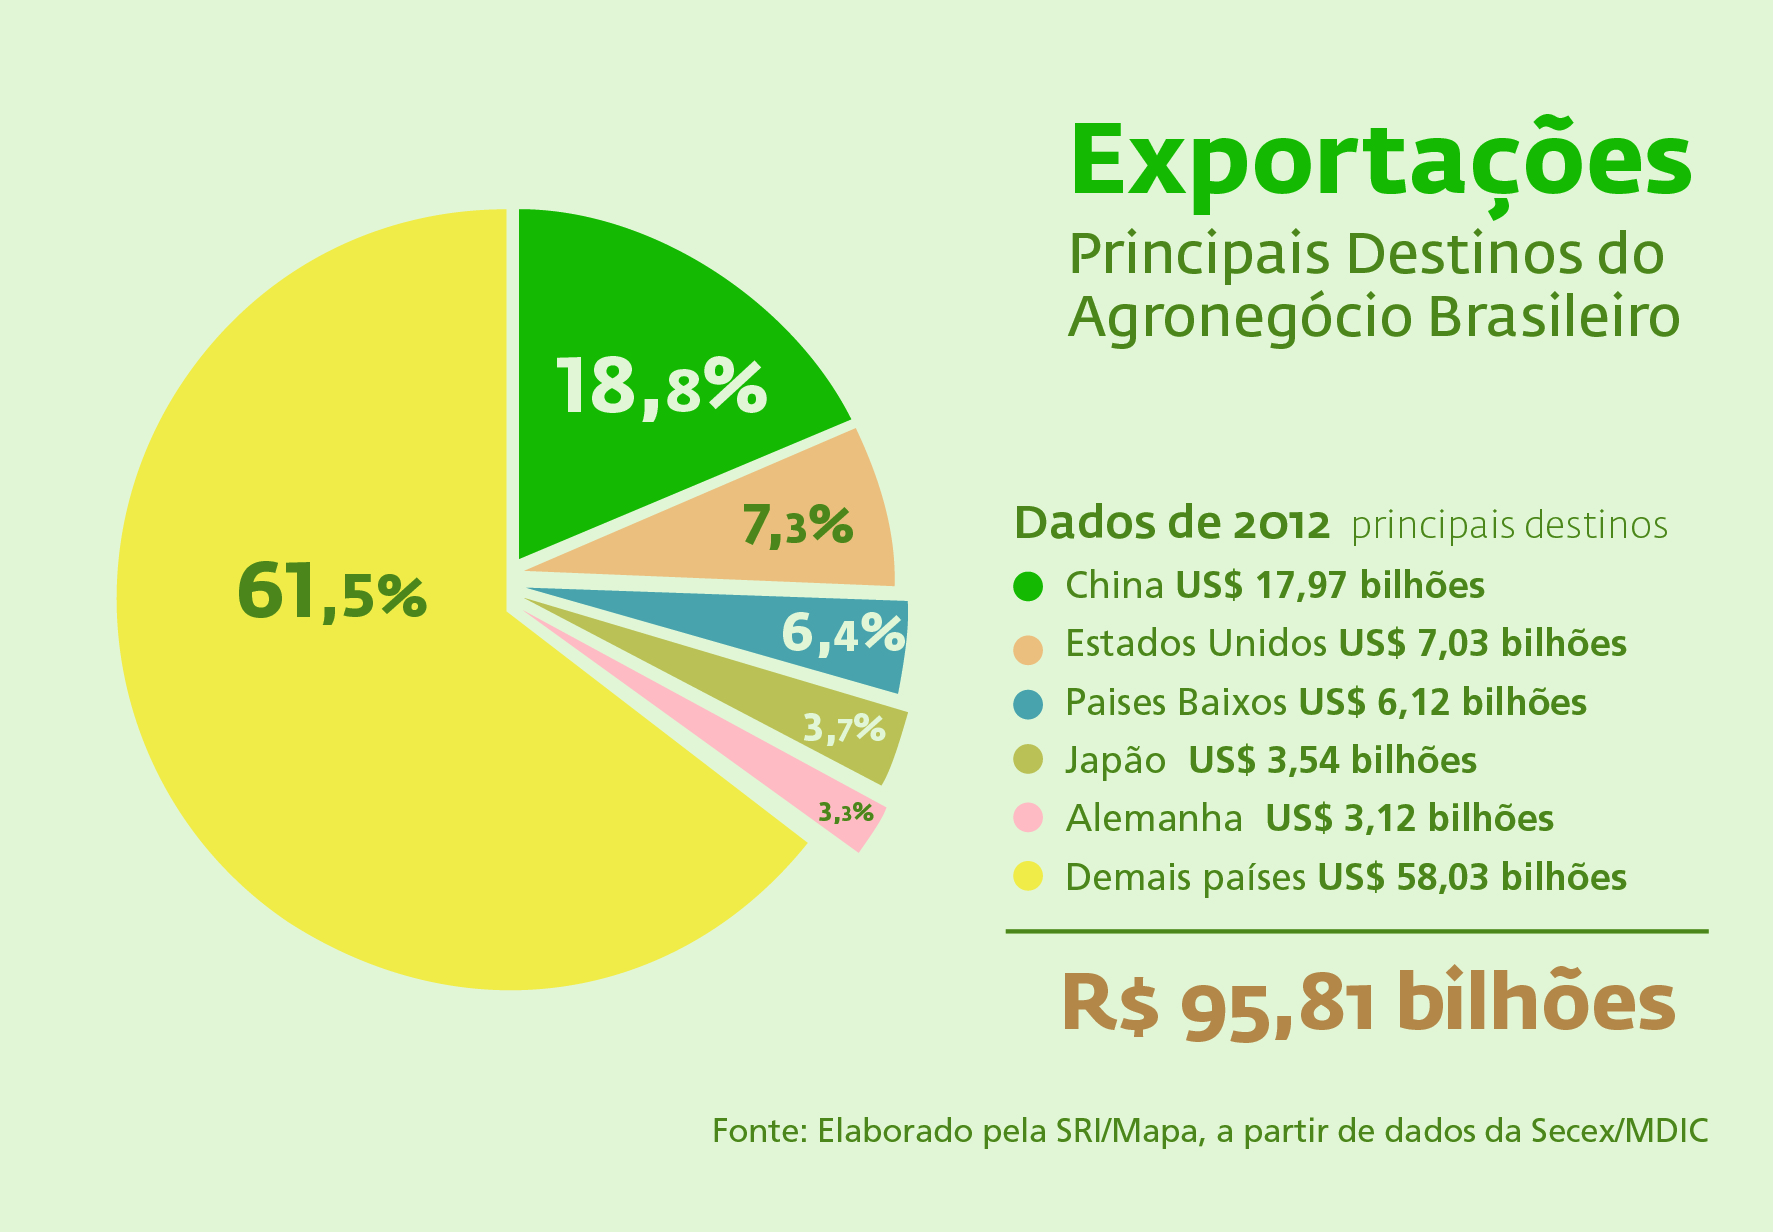 Exportações
Principais Destinos do
Agronegócio Brasileiro
18,8%
7,3%
61,5%
6,4%
3,7%
3,3%
Dados de 2012 principais destinos
China US$ 17,97 bilhões
Estados Unidos US$ 7,03 bilhões
Paises Baixos US$ 6,12 bilhões
Japão US$ 3,54 bilhões
Alemanha US$ 3,12 bilhões
Demais países US$ 58,03 bilhões
R$ 95,81 bilhões
Fonte: Elaborado pela SRI/Mapa, a partir de dados da Secex/MDIC